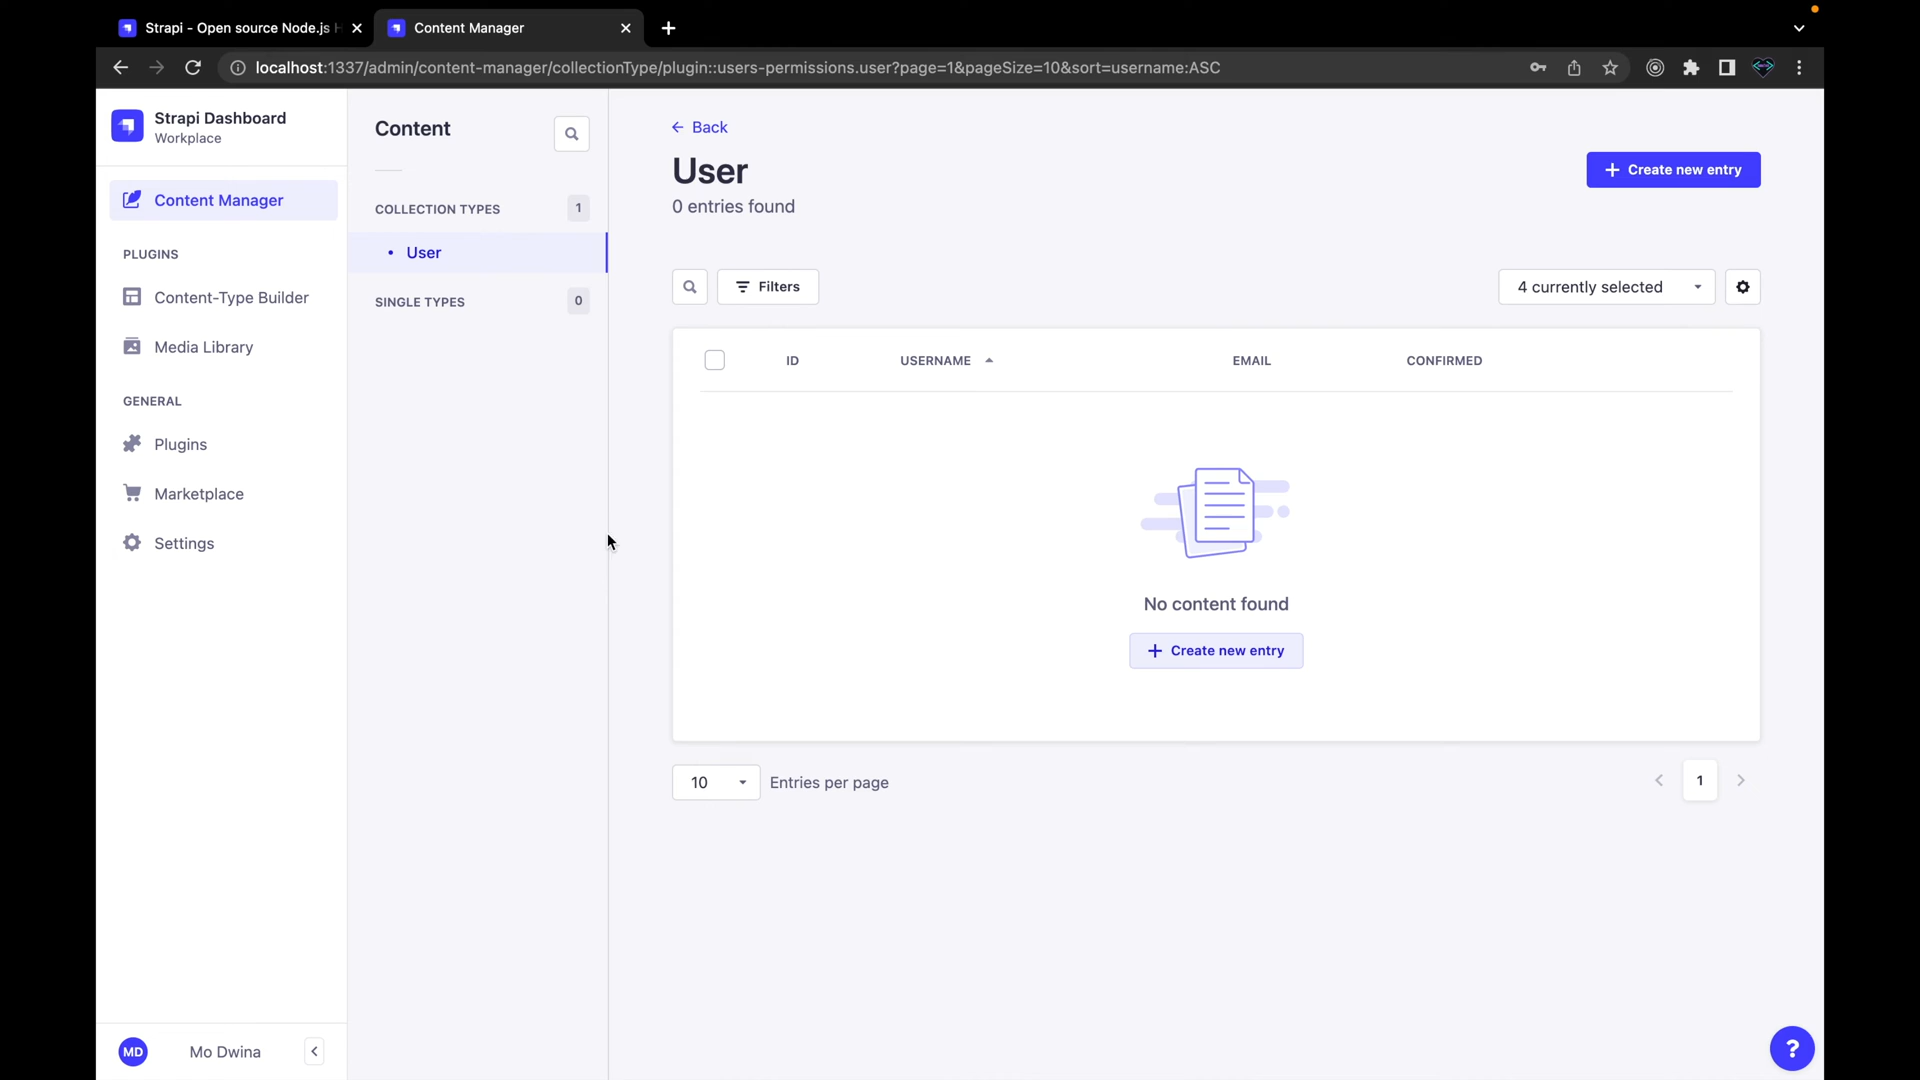 Strapi - Open source Node.js
Content Manager
localhost:1337/admin/content-manager/collectionType/plugin::users-permissions.user?page=1&pageSize=10&sort=username:ASC
Strapi Dashboard
Workplace
Content Manager
PLUGINS
Content-Type Builder
Media Library
GENERAL
Plugins
Marketplace
Settings
MD
Mo Dwina
Content
COLLECTION TYPES 1
User
SINGLE TYPES 0
Back
User
0 entries found
Create new entry
Filters
4 currently selected
ID USERNAME EMAIL CONFIRMED
No content found
Create new entry
10 Entries per page
1
?